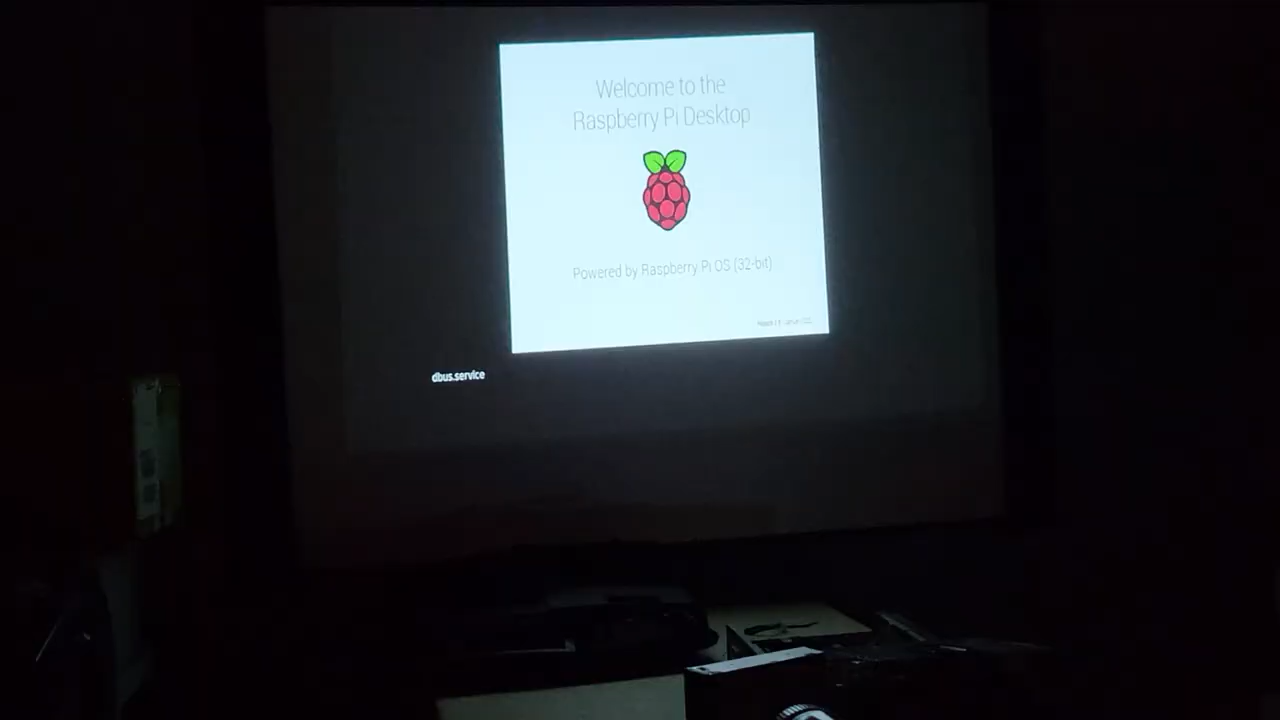 Welcome to the
Raspberry Pi Desktop
Powered by Raspberry Pi OS (32-bit)
dbus.service